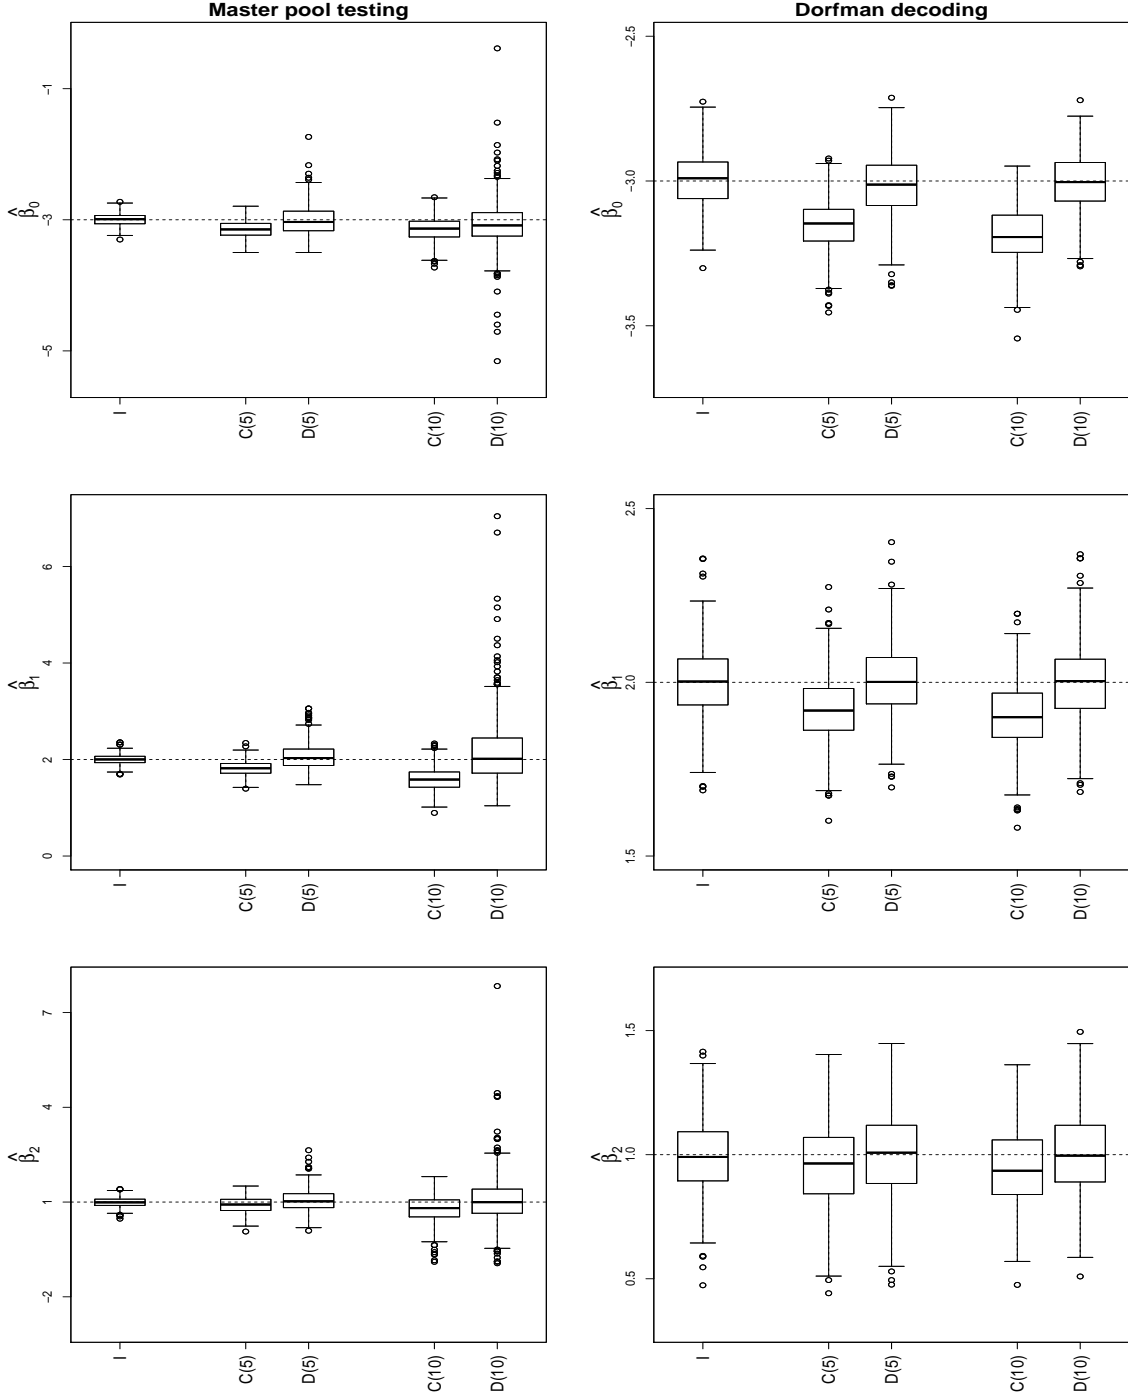 Master pool testing
Dorfman decoding
β̂0
-1
-3
-5
I
C(5)
D(5)
C(10)
D(10)
β̂0
-2.5
-3.0
-3.5
I
C(5)
D(5)
C(10)
D(10)
β̂1
6
4
2
0
I
C(5)
D(5)
C(10)
D(10)
β̂1
2.5
2.0
1.5
I
C(5)
D(5)
C(10)
D(10)
β̂2
7
4
1
-2
I
C(5)
D(5)
C(10)
D(10)
β̂2
1.5
1.0
0.5
I
C(5)
D(5)
C(10)
D(10)